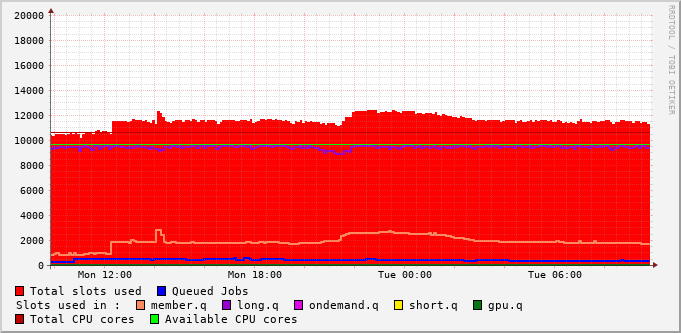 20000
18000
16000
14000
12000
10000
8000
6000
4000
2000
0
Mon 12:00 Mon 18:00 Tue 00:00 Tue 06:00
Total slots used Queued Jobs
Slots used in : member.q long.q ondemand.q short.q gpu.q
Total CPU cores Available CPU cores
RRDTOOL / TOBI OETIKER